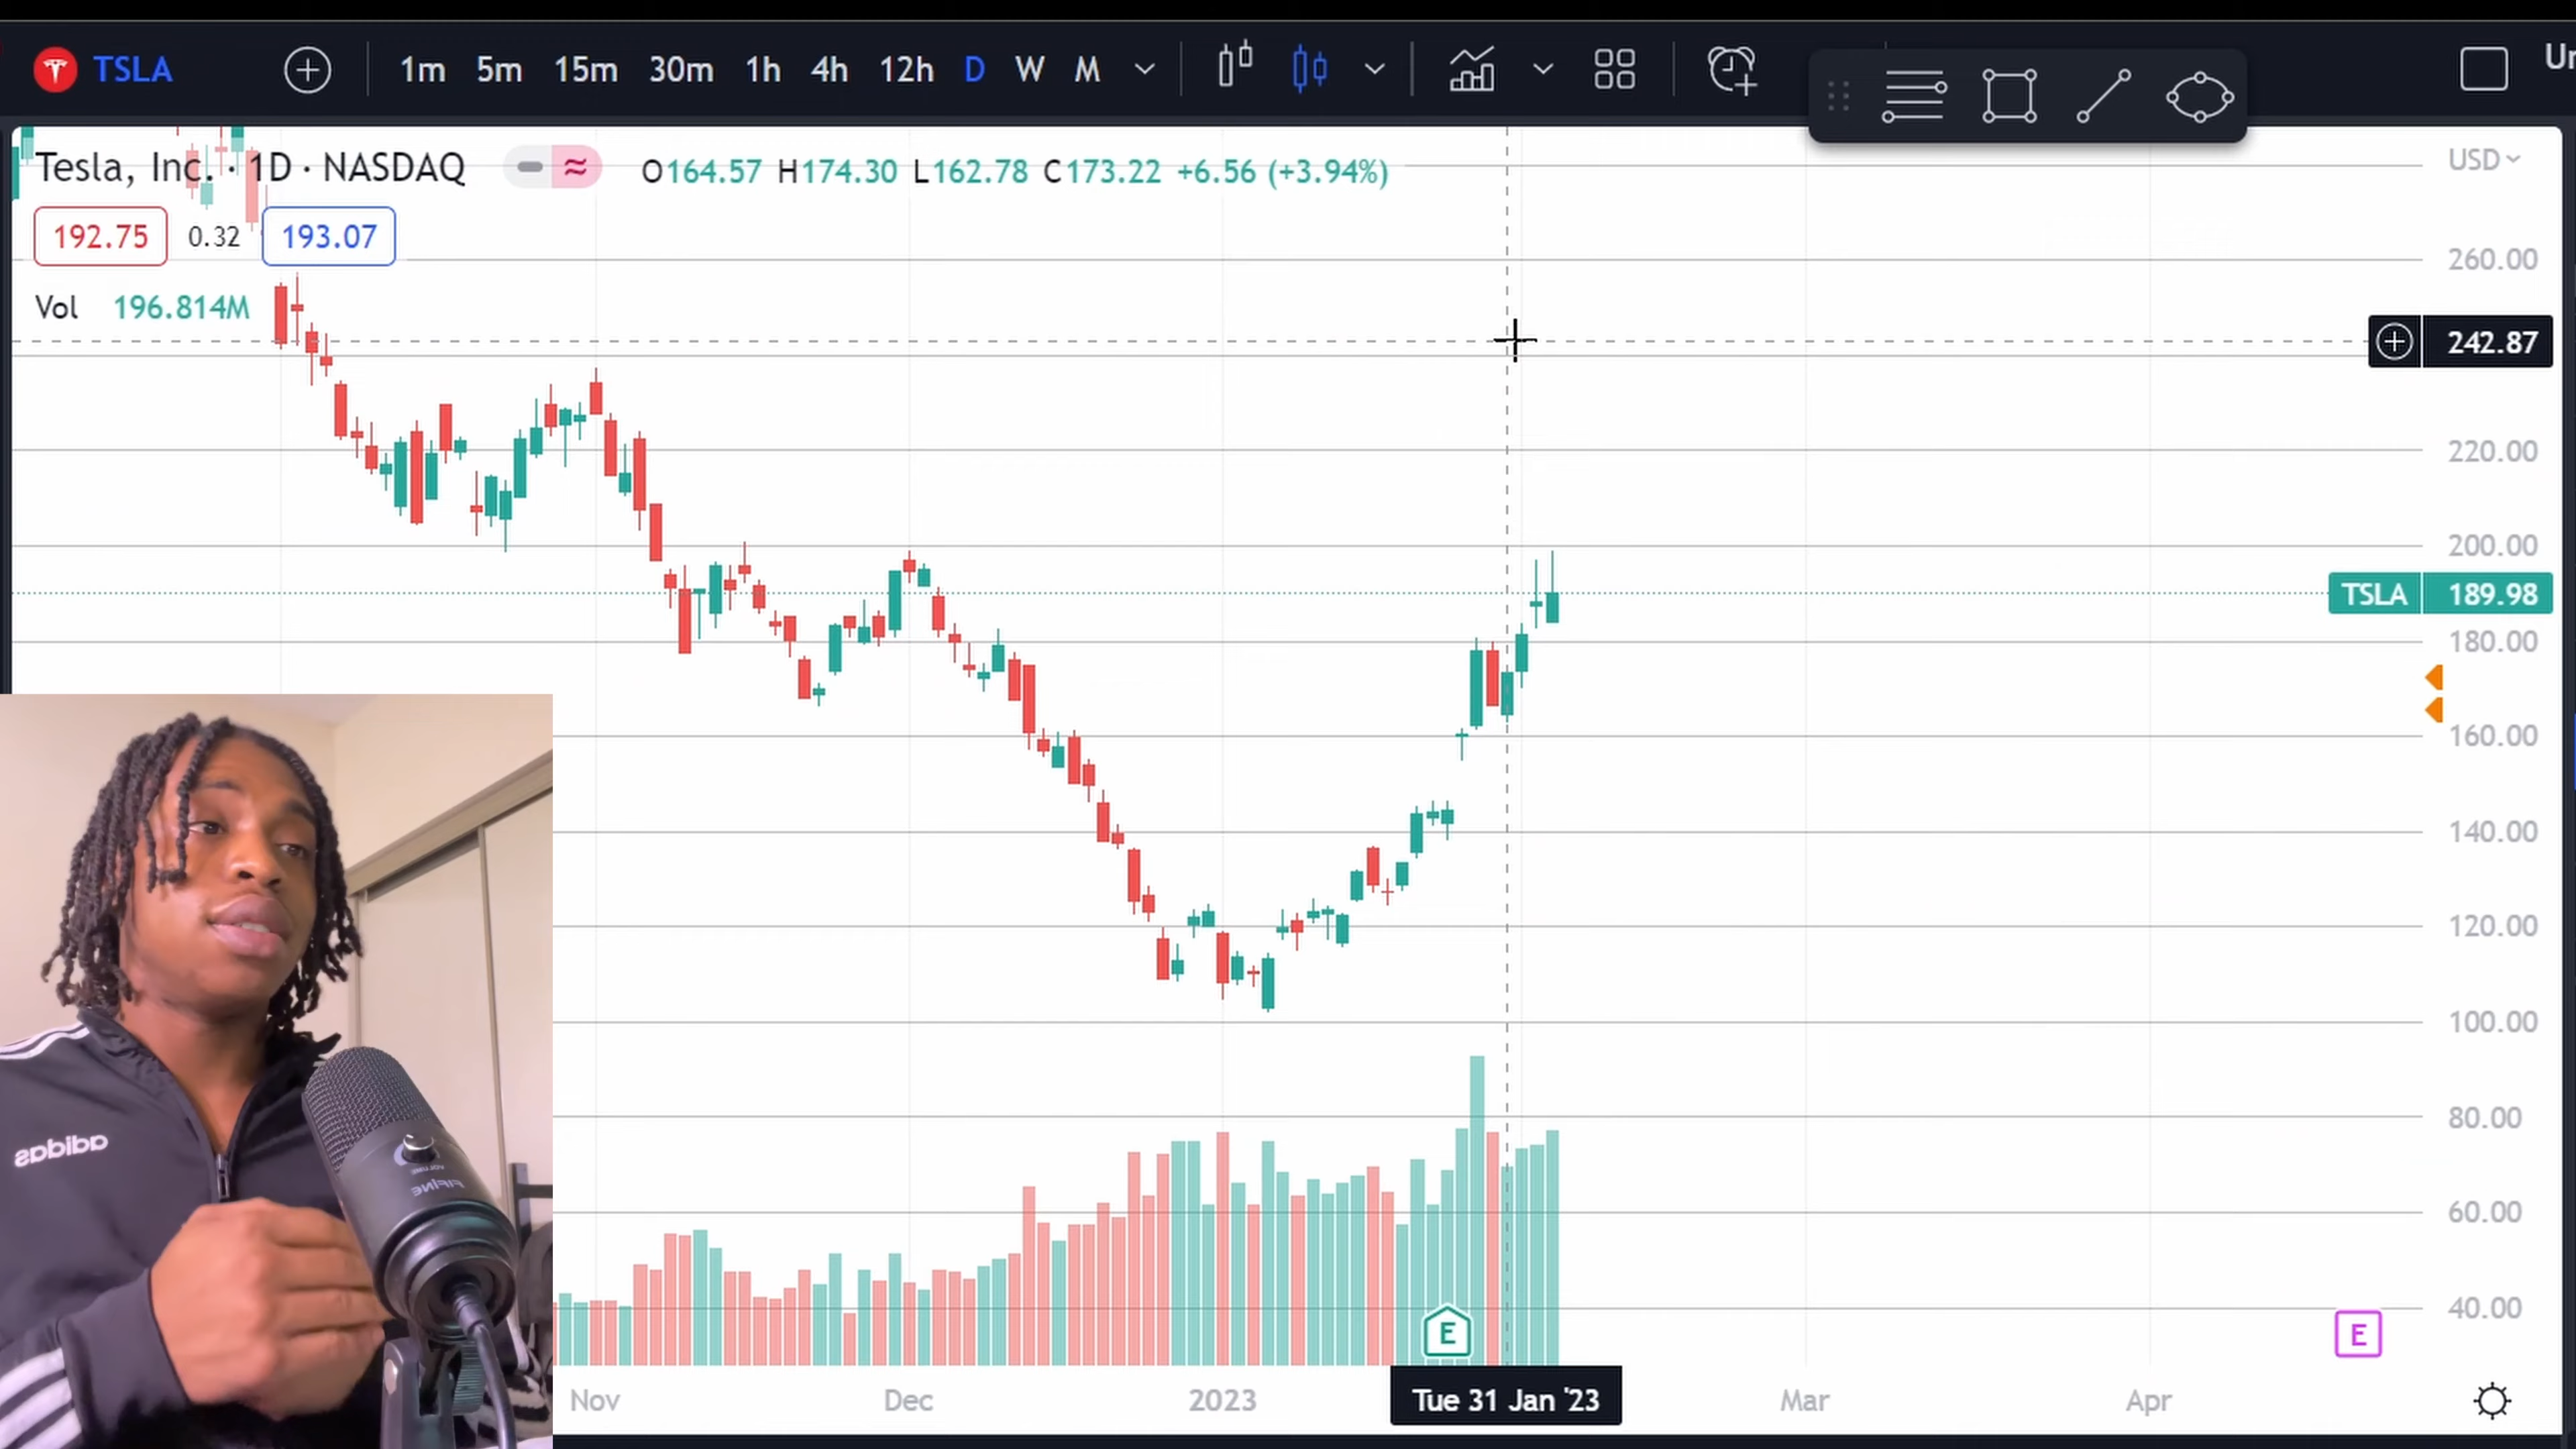 TSLA 1m 5m 15m 30m 1h 4h 12h D W M Un
Tesla, Inc. · 1D · NASDAQ O164.57 H174.30 L162.78 C173.22 +6.56 (+3.94%) USD
192.75 0.32 193.07
260.00
Vol 196.814M
242.87
220.00
200.00
TSLA 189.98
180.00
160.00
140.00
120.00
100.00
80.00
adidas
VOLUME
FIFINE
60.00
40.00
E E
Nov Dec 2023 Tue 31 Jan '23 Mar Apr